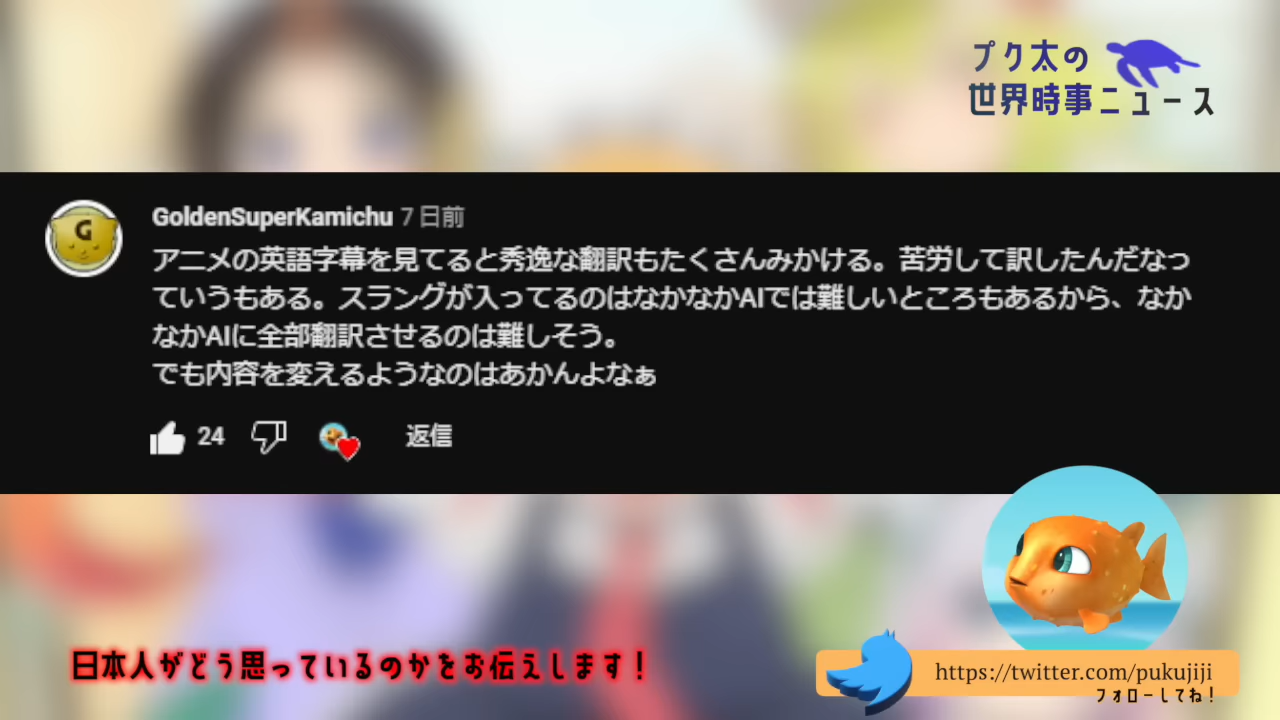 プク太の
世界時事ニュース
GoldenSuperKamichu 7 日前
G
アニメの英語字幕を見てると秀逸な翻訳もたくさんみかける。苦労して訳したんだなっ
ていうもある。スラングが入ってるのはなかなかAIでは難しいところもあるから、なか
なかAIに全部翻訳させるのは難しそう。
でも内容を変えるようなのはあかんよなぁ
24 返信
日本人がどう思っているのかをお伝えします!
https://twitter.com/pukujiji
フォローしてね!